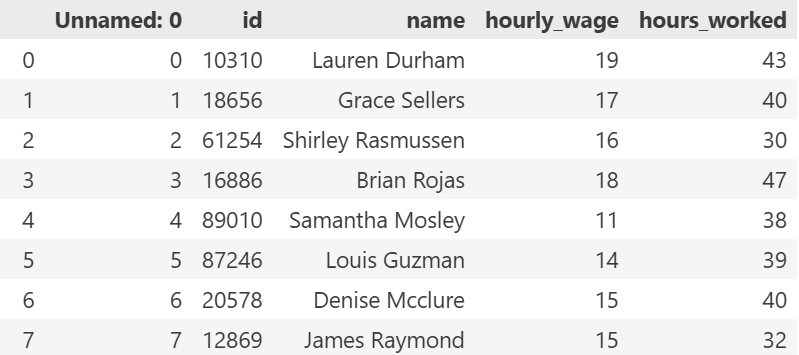 Unnamed: 0 id name hourly_wage hours_worked
0 0 10310 Lauren Durham 19 43
1 1 18656 Grace Sellers 17 40
2 2 61254 Shirley Rasmussen 16 30
3 3 16886 Brian Rojas 18 47
4 4 89010 Samantha Mosley 11 38
5 5 87246 Louis Guzman 14 39
6 6 20578 Denise Mcclure 15 40
7 7 12869 James Raymond 15 32